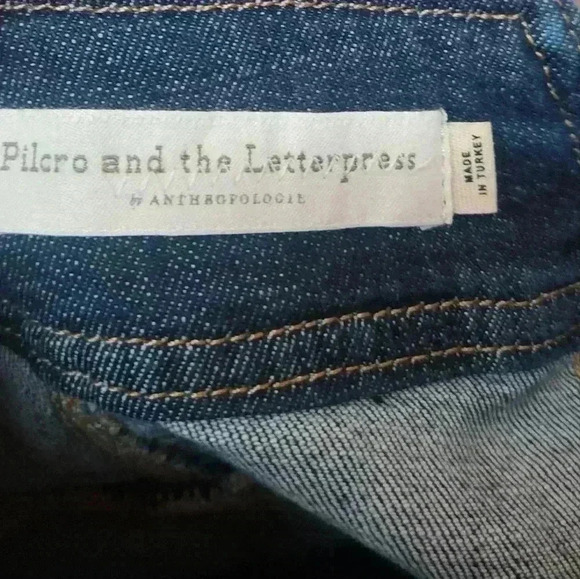 Pilcro and the Letterpress
by ANTHROPOLOGIE
MADE
IN TURKEY